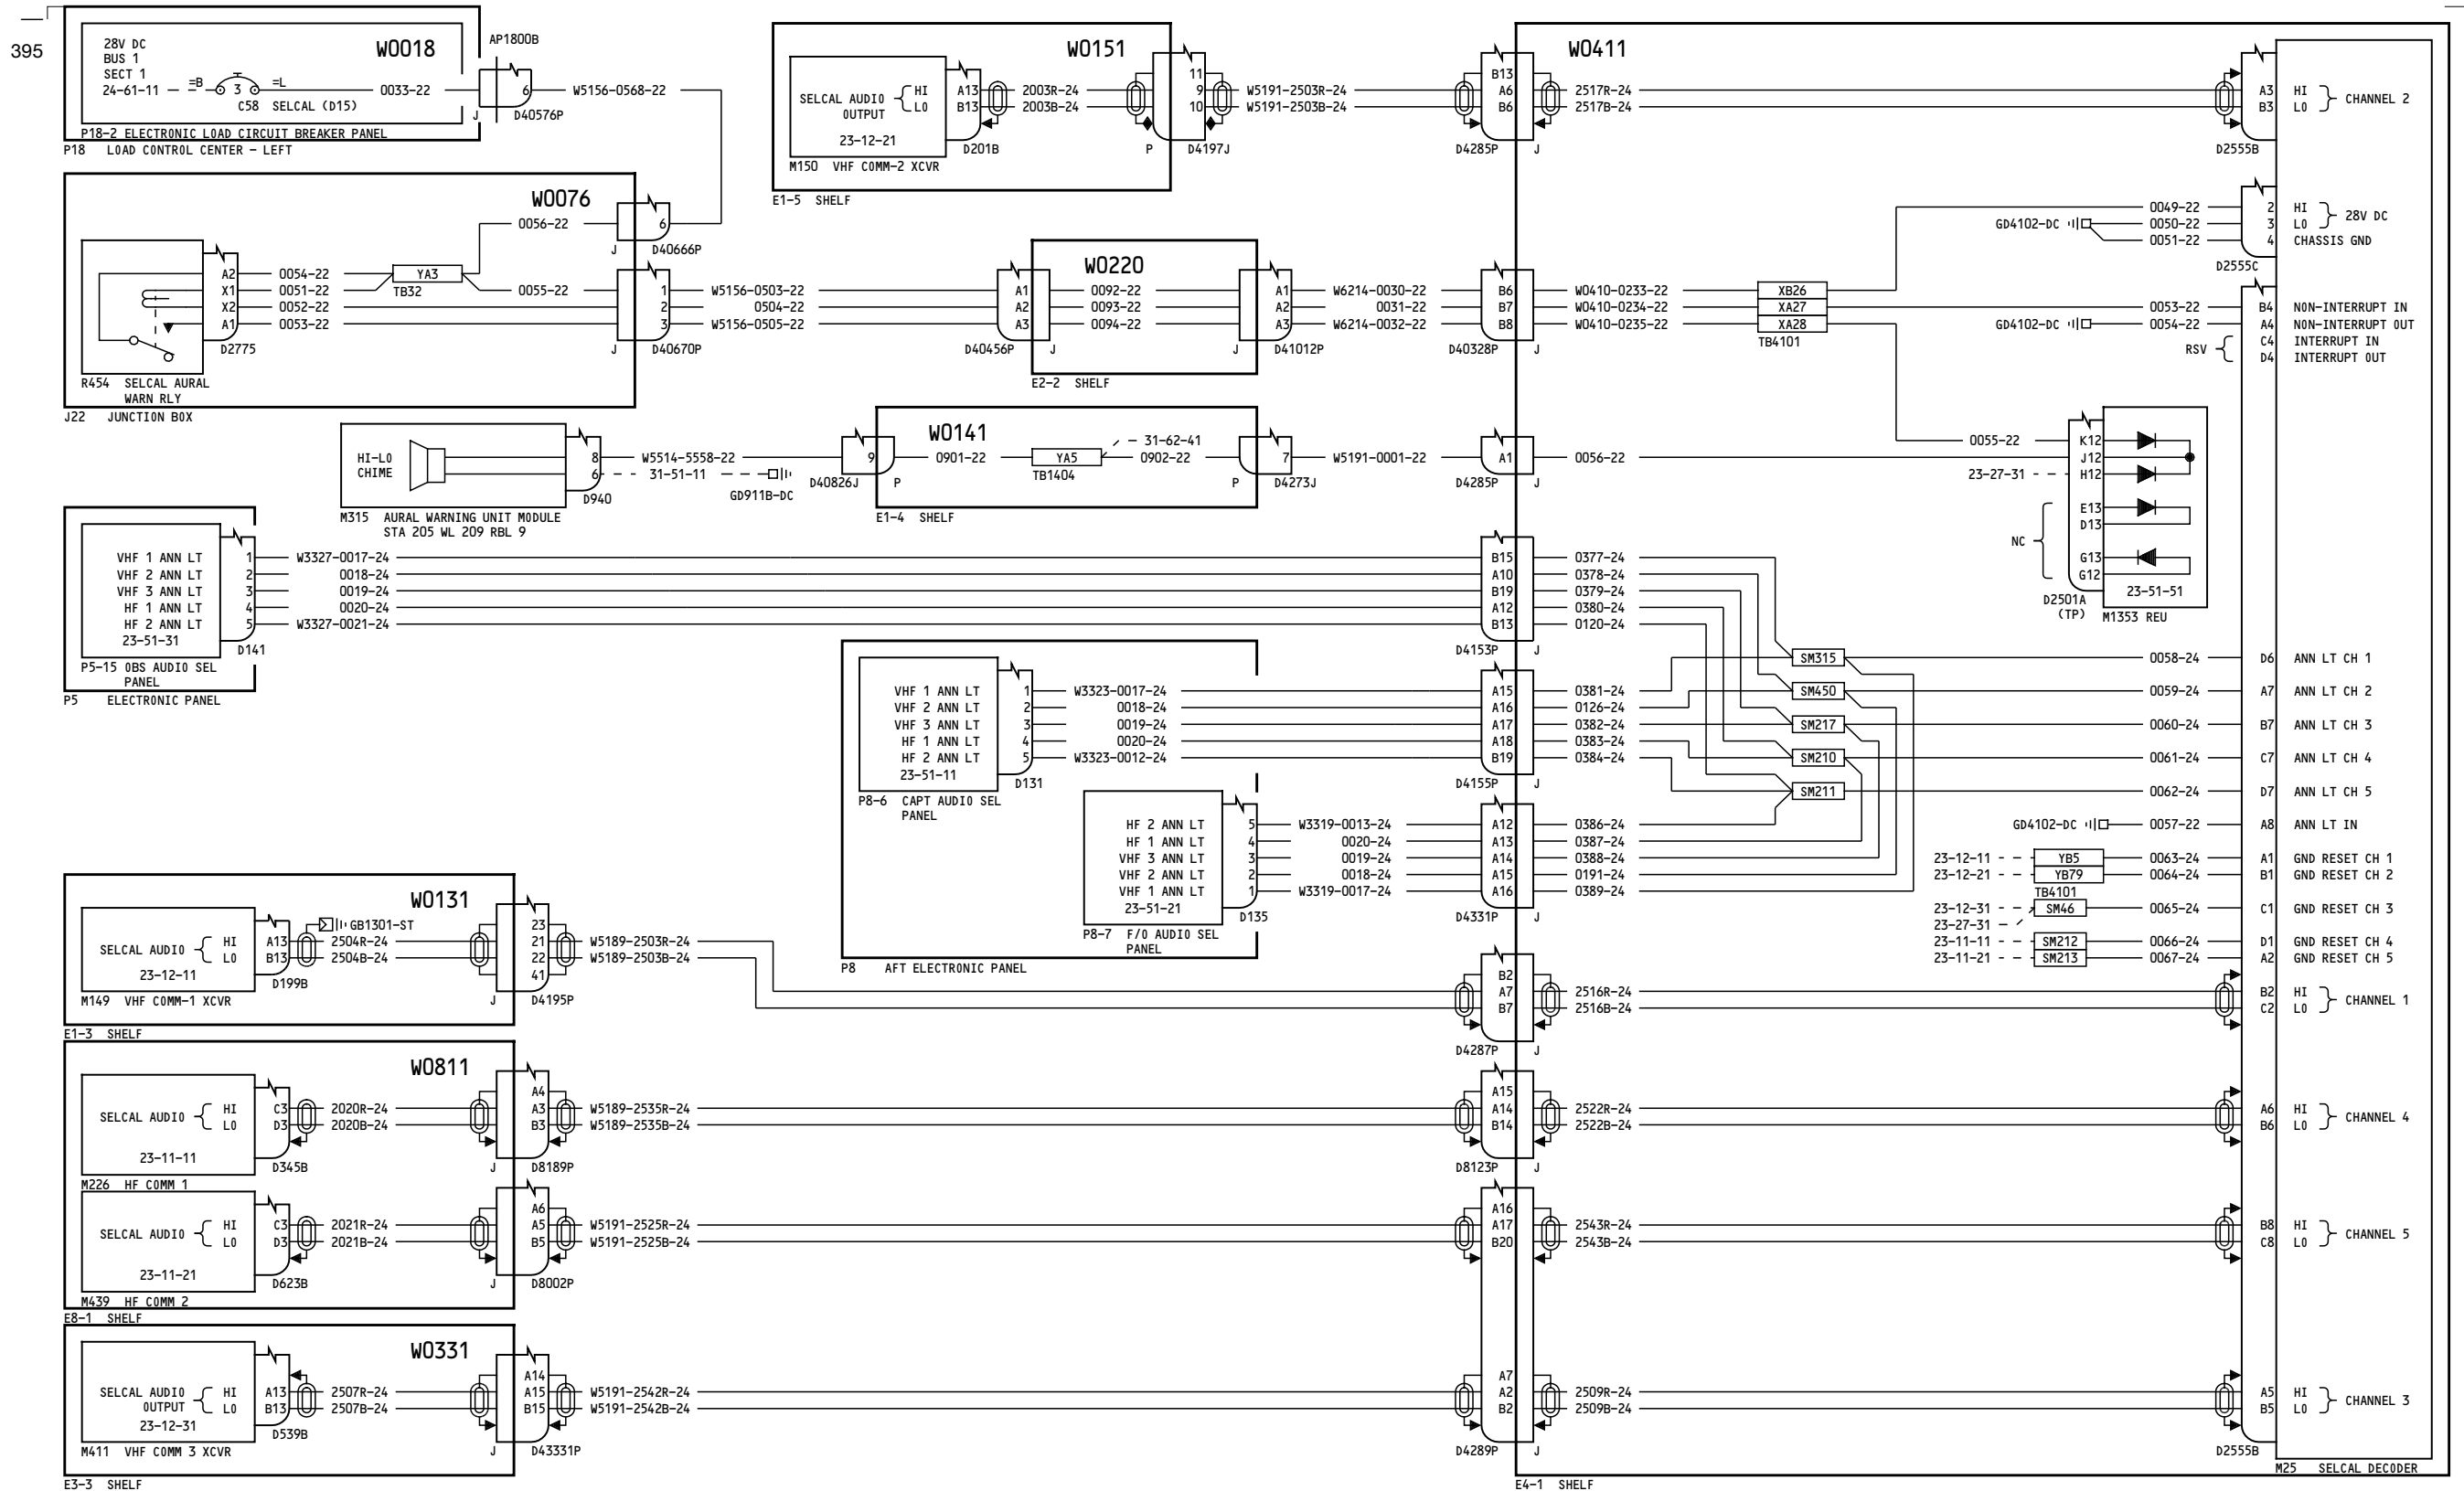 395
28V DC
BUS 1
SECT 1
24-61-11
=B
3
=L
C58 SELCAL (D15)
W0018
0033-22
P18-2 ELECTRONIC LOAD CIRCUIT BREAKER PANEL
P18 LOAD CONTROL CENTER - LEFT
AP1800B
6
J
D40576P
W5156-0568-22
W0076
0056-22
6
J
D40666P
A2 0054-22
X1 0051-22
X2 0052-22
A1 0053-22
YA3
TB32
0055-22
D2775
1 W5156-0503-22
2 0504-22
3 W5156-0505-22
J
D40670P
R454 SELCAL AURAL
WARN RLY
J22 JUNCTION BOX
W0151
SELCAL AUDIO
OUTPUT
HI
LO
A13 2003R-24
B13 2003B-24
23-12-21
D201B
M150 VHF COMM-2 XCVR
E1-5 SHELF
11
9 W5191-2503R-24
10 W5191-2503B-24
P
D4197J
W0220
A1 0092-22 A1
A2 0093-22 A2
A3 0094-22 A3
D40456P
J
J
D41012P
W6214-0030-22
0031-22
W6214-0032-22
E2-2 SHELF
HI-LO
CHIME
8 W5514-5558-22
6 31-51-11
GD911B-DC
D940
M315 AURAL WARNING UNIT MODULE
STA 205 WL 209 RBL 9
W0141
9 0901-22
D40826J
P
YA5
TB1404
31-62-41
0902-22
7
P
D4273J
W5191-0001-22
E1-4 SHELF
VHF 1 ANN LT 1 W3327-0017-24
VHF 2 ANN LT 2 0018-24
VHF 3 ANN LT 3 0019-24
HF 1 ANN LT 4 0020-24
HF 2 ANN LT 5 W3327-0021-24
23-51-31
D141
P5-15 OBS AUDIO SEL
PANEL
P5 ELECTRONIC PANEL
VHF 1 ANN LT 1 W3323-0017-24
VHF 2 ANN LT 2 0018-24
VHF 3 ANN LT 3 0019-24
HF 1 ANN LT 4 0020-24
HF 2 ANN LT 5 W3323-0012-24
23-51-11
D131
P8-6 CAPT AUDIO SEL
PANEL
HF 2 ANN LT 5 W3319-0013-24
HF 1 ANN LT 4 0020-24
VHF 3 ANN LT 3 0019-24
VHF 2 ANN LT 2 0018-24
VHF 1 ANN LT 1 W3319-0017-24
23-51-21
D135
P8-7 F/O AUDIO SEL
PANEL
P8 AFT ELECTRONIC PANEL
W0131
GB1301-ST
SELCAL AUDIO
HI
LO
A13 2504R-24
B13 2504B-24
23-12-11
D199B
M149 VHF COMM-1 XCVR
E1-3 SHELF
23
21 W5189-2503R-24
22 W5189-2503B-24
41
J
D4195P
W0811
SELCAL AUDIO
HI
LO
C3 2020R-24
D3 2020B-24
23-11-11
D345B
M226 HF COMM 1
A4
A3 W5189-2535R-24
B3 W5189-2535B-24
J
D8189P
SELCAL AUDIO
HI
LO
C3 2021R-24
D3 2021B-24
23-11-21
D623B
M439 HF COMM 2
E8-1 SHELF
A6
A5 W5191-2525R-24
B5 W5191-2525B-24
J
D8002P
W0331
SELCAL AUDIO
OUTPUT
HI
LO
A13 2507R-24
B13 2507B-24
23-12-31
D539B
M411 VHF COMM 3 XCVR
E3-3 SHELF
A14
A15 W5191-2542R-24
B15 W5191-2542B-24
J
D43331P
W0411
B13
A6 2517R-24
B6 2517B-24
D4285P
J
B6 W0410-0233-22
B7 W0410-0234-22
B8 W0410-0235-22
D40328P
J
XB26
XA27
XA28
TB4101
A1 0056-22
D4285P
J
B15 0377-24
A10 0378-24
B19 0379-24
A12 0380-24
B13 0120-24
D4153P
J
A15 0381-24
A16 0126-24
A17 0382-24
A18 0383-24
B19 0384-24
D4155P
J
A12 0386-24
A13 0387-24
A14 0388-24
A15 0191-24
A16 0389-24
D4331P
J
SM315
SM450
SM217
SM210
SM211
B2
A7 2516R-24
B7 2516B-24
D4287P
J
A15
A14 2522R-24
B14 2522B-24
D8123P
J
A16
A17 2543R-24
B20 2543B-24
A7
A2 2509R-24
B2 2509B-24
D4289P
J
E4-1 SHELF
A3 HI
B3 LO
CHANNEL 2
D2555B
GD4102-DC
0049-22 2 HI
0050-22 3 LO
28V DC
0051-22 4 CHASSIS GND
D2555C
0053-22 B4 NON-INTERRUPT IN
GD4102-DC 0054-22 A4 NON-INTERRUPT OUT
RSV
C4 INTERRUPT IN
D4 INTERRUPT OUT
0055-22 K12
J12
23-27-31 H12
NC
E13
D13
G13
G12
23-51-51
D2501A
(TP)
M1353 REU
0058-24 D6 ANN LT CH 1
0059-24 A7 ANN LT CH 2
0060-24 B7 ANN LT CH 3
0061-24 C7 ANN LT CH 4
0062-24 D7 ANN LT CH 5
GD4102-DC 0057-22 A8 ANN LT IN
23-12-11 YB5 0063-24 A1 GND RESET CH 1
23-12-21 YB79 0064-24 B1 GND RESET CH 2
TB4101
23-12-31 SM46 0065-24 C1 GND RESET CH 3
23-27-31
23-11-11 SM212 0066-24 D1 GND RESET CH 4
23-11-21 SM213 0067-24 A2 GND RESET CH 5
B2 HI
C2 LO
CHANNEL 1
A6 HI
B6 LO
CHANNEL 4
B8 HI
C8 LO
CHANNEL 5
A5 HI
B5 LO
CHANNEL 3
D2555B
M25 SELCAL DECODER